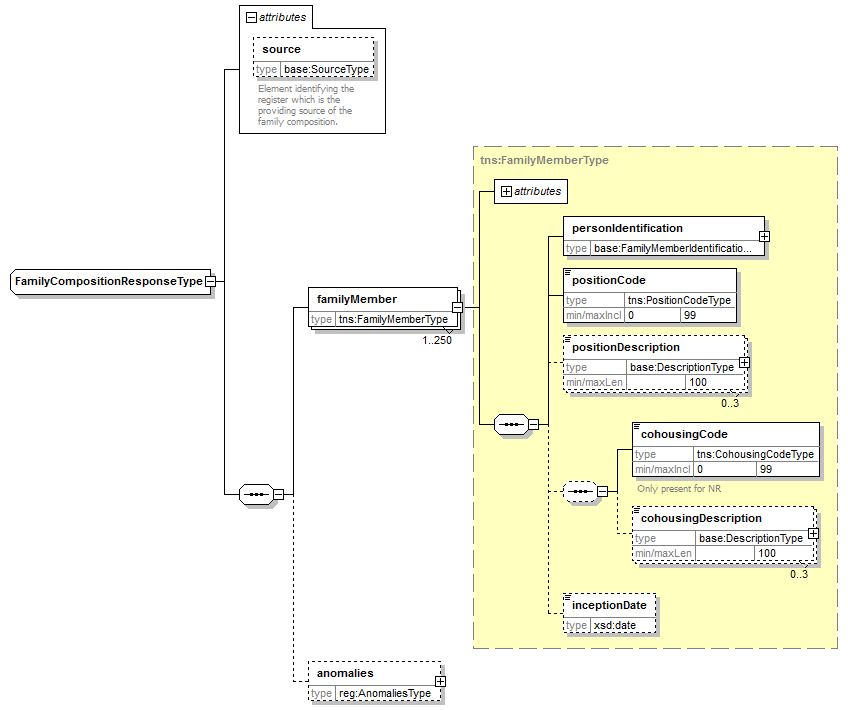 attributes
source
type base:SourceType
Element identifying the
register which is the
providing source of the
family composition.
FamilyCompositionResponseType
familyMember
type tns:FamilyMemberType
1..250
tns:FamilyMemberType
attributes
personIdentification
type base:FamilyMemberIdentificatio...
positionCode
type tns:PositionCodeType
min/maxIncl 0 99
positionDescription
type base:DescriptionType
min/maxLen 100
0..3
cohousingCode
type tns:CohousingCodeType
min/maxIncl 0 99
Only present for NR
cohousingDescription
type base:DescriptionType
min/maxLen 100
0..3
inceptionDate
type xsd:date
anomalies
type reg:AnomaliesType